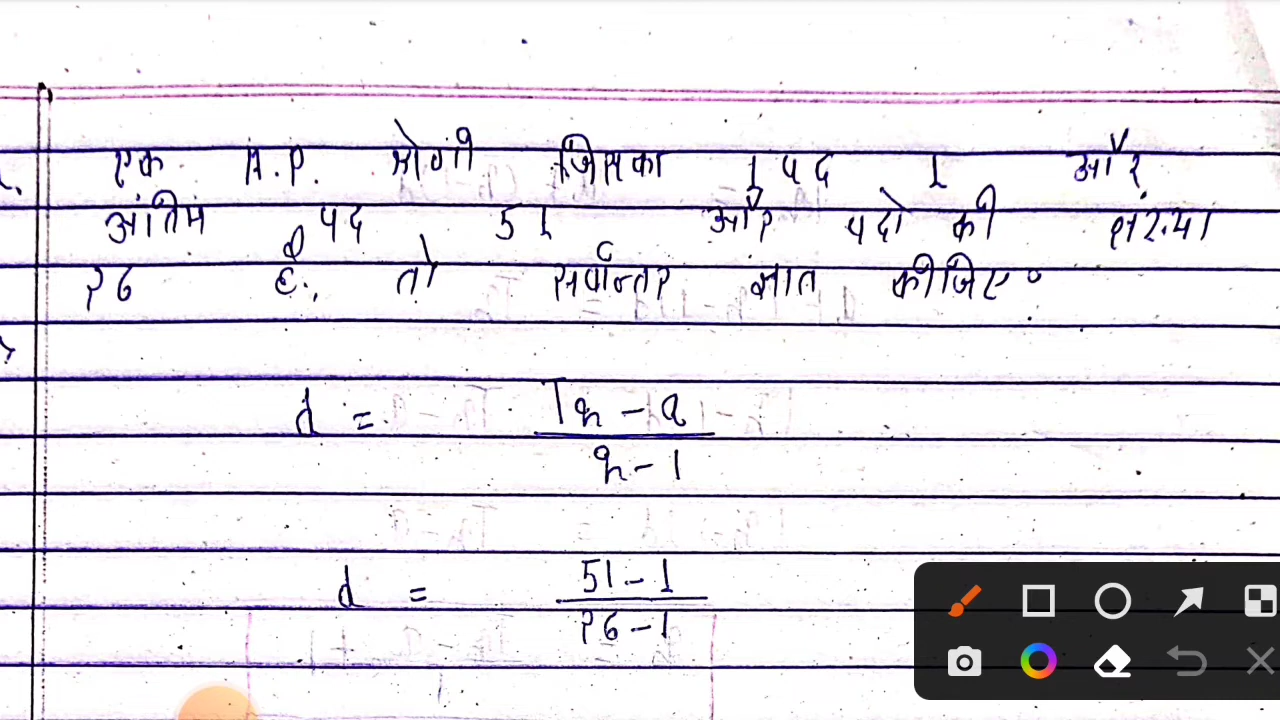 एक A.P. श्रेणी जिसका 1 पद 1 और
अंतिम पद 51 और पदो की संख्या
26 है, तो सर्वान्तर ज्ञात कीजिए०
d = Tn - a / n - 1
d = 51 - 1 / 26 - 1